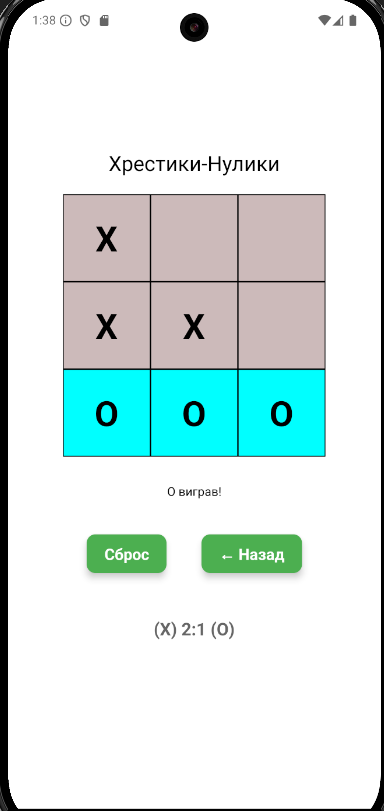 1:38
Хрестики-Нулики
X
X X
O O O
O виграв!
Сброс ← Назад
(X) 2:1 (O)